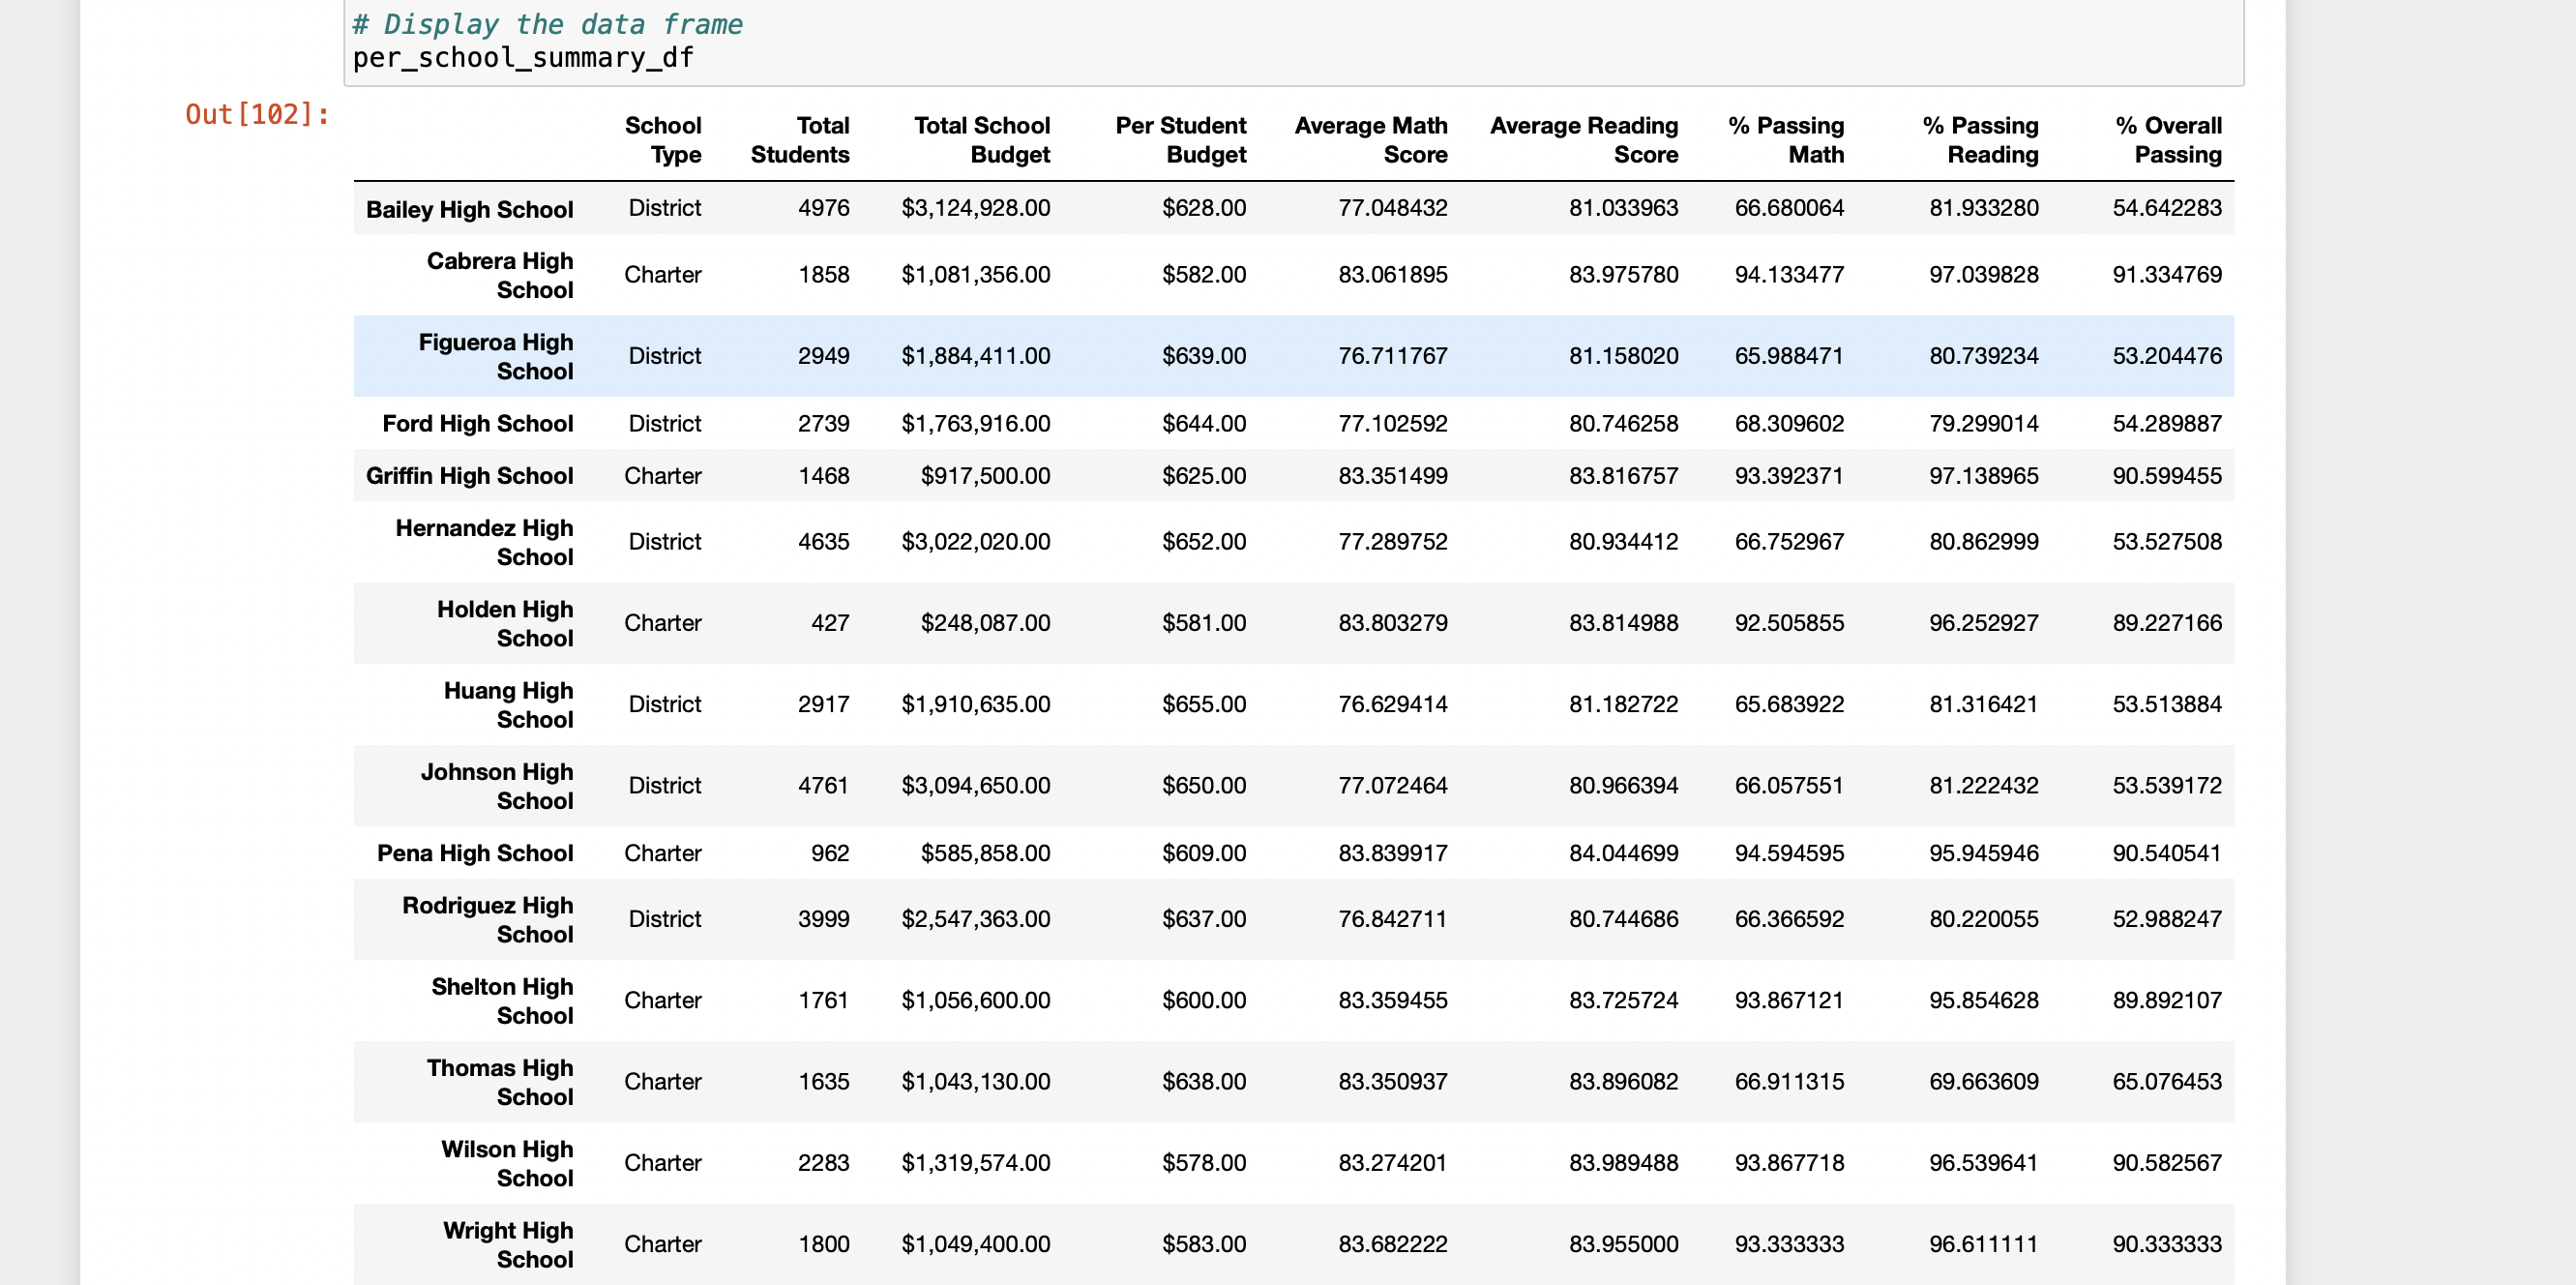 # Display the data frame
per_school_summary_df
Out[102]:
School Type Total Students Total School Budget Per Student Budget Average Math Score Average Reading Score % Passing Math % Passing Reading % Overall Passing
Bailey High School District 4976 $3,124,928.00 $628.00 77.048432 81.033963 66.680064 81.933280 54.642283
Cabrera High School Charter 1858 $1,081,356.00 $582.00 83.061895 83.975780 94.133477 97.039828 91.334769
Figueroa High School District 2949 $1,884,411.00 $639.00 76.711767 81.158020 65.988471 80.739234 53.204476
Ford High School District 2739 $1,763,916.00 $644.00 77.102592 80.746258 68.309602 79.299014 54.289887
Griffin High School Charter 1468 $917,500.00 $625.00 83.351499 83.816757 93.392371 97.138965 90.599455
Hernandez High School District 4635 $3,022,020.00 $652.00 77.289752 80.934412 66.752967 80.862999 53.527508
Holden High School Charter 427 $248,087.00 $581.00 83.803279 83.814988 92.505855 96.252927 89.227166
Huang High School District 2917 $1,910,635.00 $655.00 76.629414 81.182722 65.683922 81.316421 53.513884
Johnson High School District 4761 $3,094,650.00 $650.00 77.072464 80.966394 66.057551 81.222432 53.539172
Pena High School Charter 962 $585,858.00 $609.00 83.839917 84.044699 94.594595 95.945946 90.540541
Rodriguez High School District 3999 $2,547,363.00 $637.00 76.842711 80.744686 66.366592 80.220055 52.988247
Shelton High School Charter 1761 $1,056,600.00 $600.00 83.359455 83.725724 93.867121 95.854628 89.892107
Thomas High School Charter 1635 $1,043,130.00 $638.00 83.350937 83.896082 66.911315 69.663609 65.076453
Wilson High School Charter 2283 $1,319,574.00 $578.00 83.274201 83.989488 93.867718 96.539641 90.582567
Wright High School Charter 1800 $1,049,400.00 $583.00 83.682222 83.955000 93.333333 96.611111 90.333333